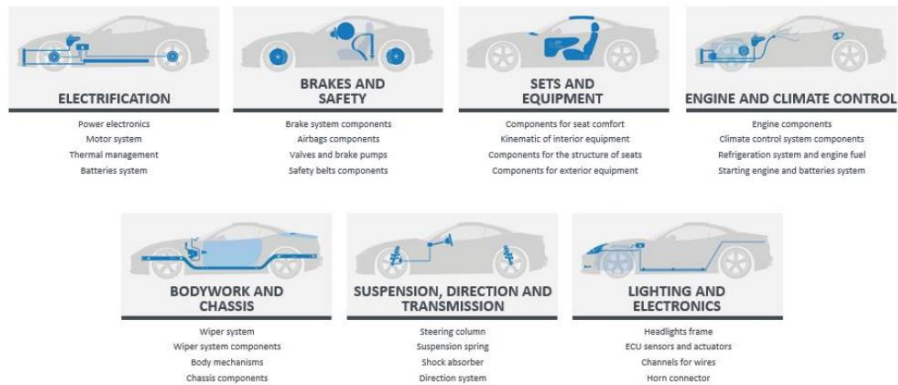 ELECTRIFICATION
Power electronics
Motor system
Thermal management
Batteries system
BRAKES AND
SAFETY
Brake system components
Airbags components
Valves and brake pumps
Safety belts components
SETS AND
EQUIPMENT
Components for seat comfort
Kinematic of interior equipment
Components for the structure of seats
Components for exterior equipment
ENGINE AND CLIMATE CONTROL
Engine components
Climate control system components
Refrigeration system and engine fuel
Starting engine and batteries system
BODYWORK AND
CHASSIS
Wiper system
Wiper system components
Body mechanisms
Chassis components
SUSPENSION, DIRECTION AND
TRANSMISSION
Steering column
Suspension spring
Shock absorber
Direction system
LIGHTING AND
ELECTRONICS
Headlights frame
ECU sensors and actuators
Channels for wires
Horn connector